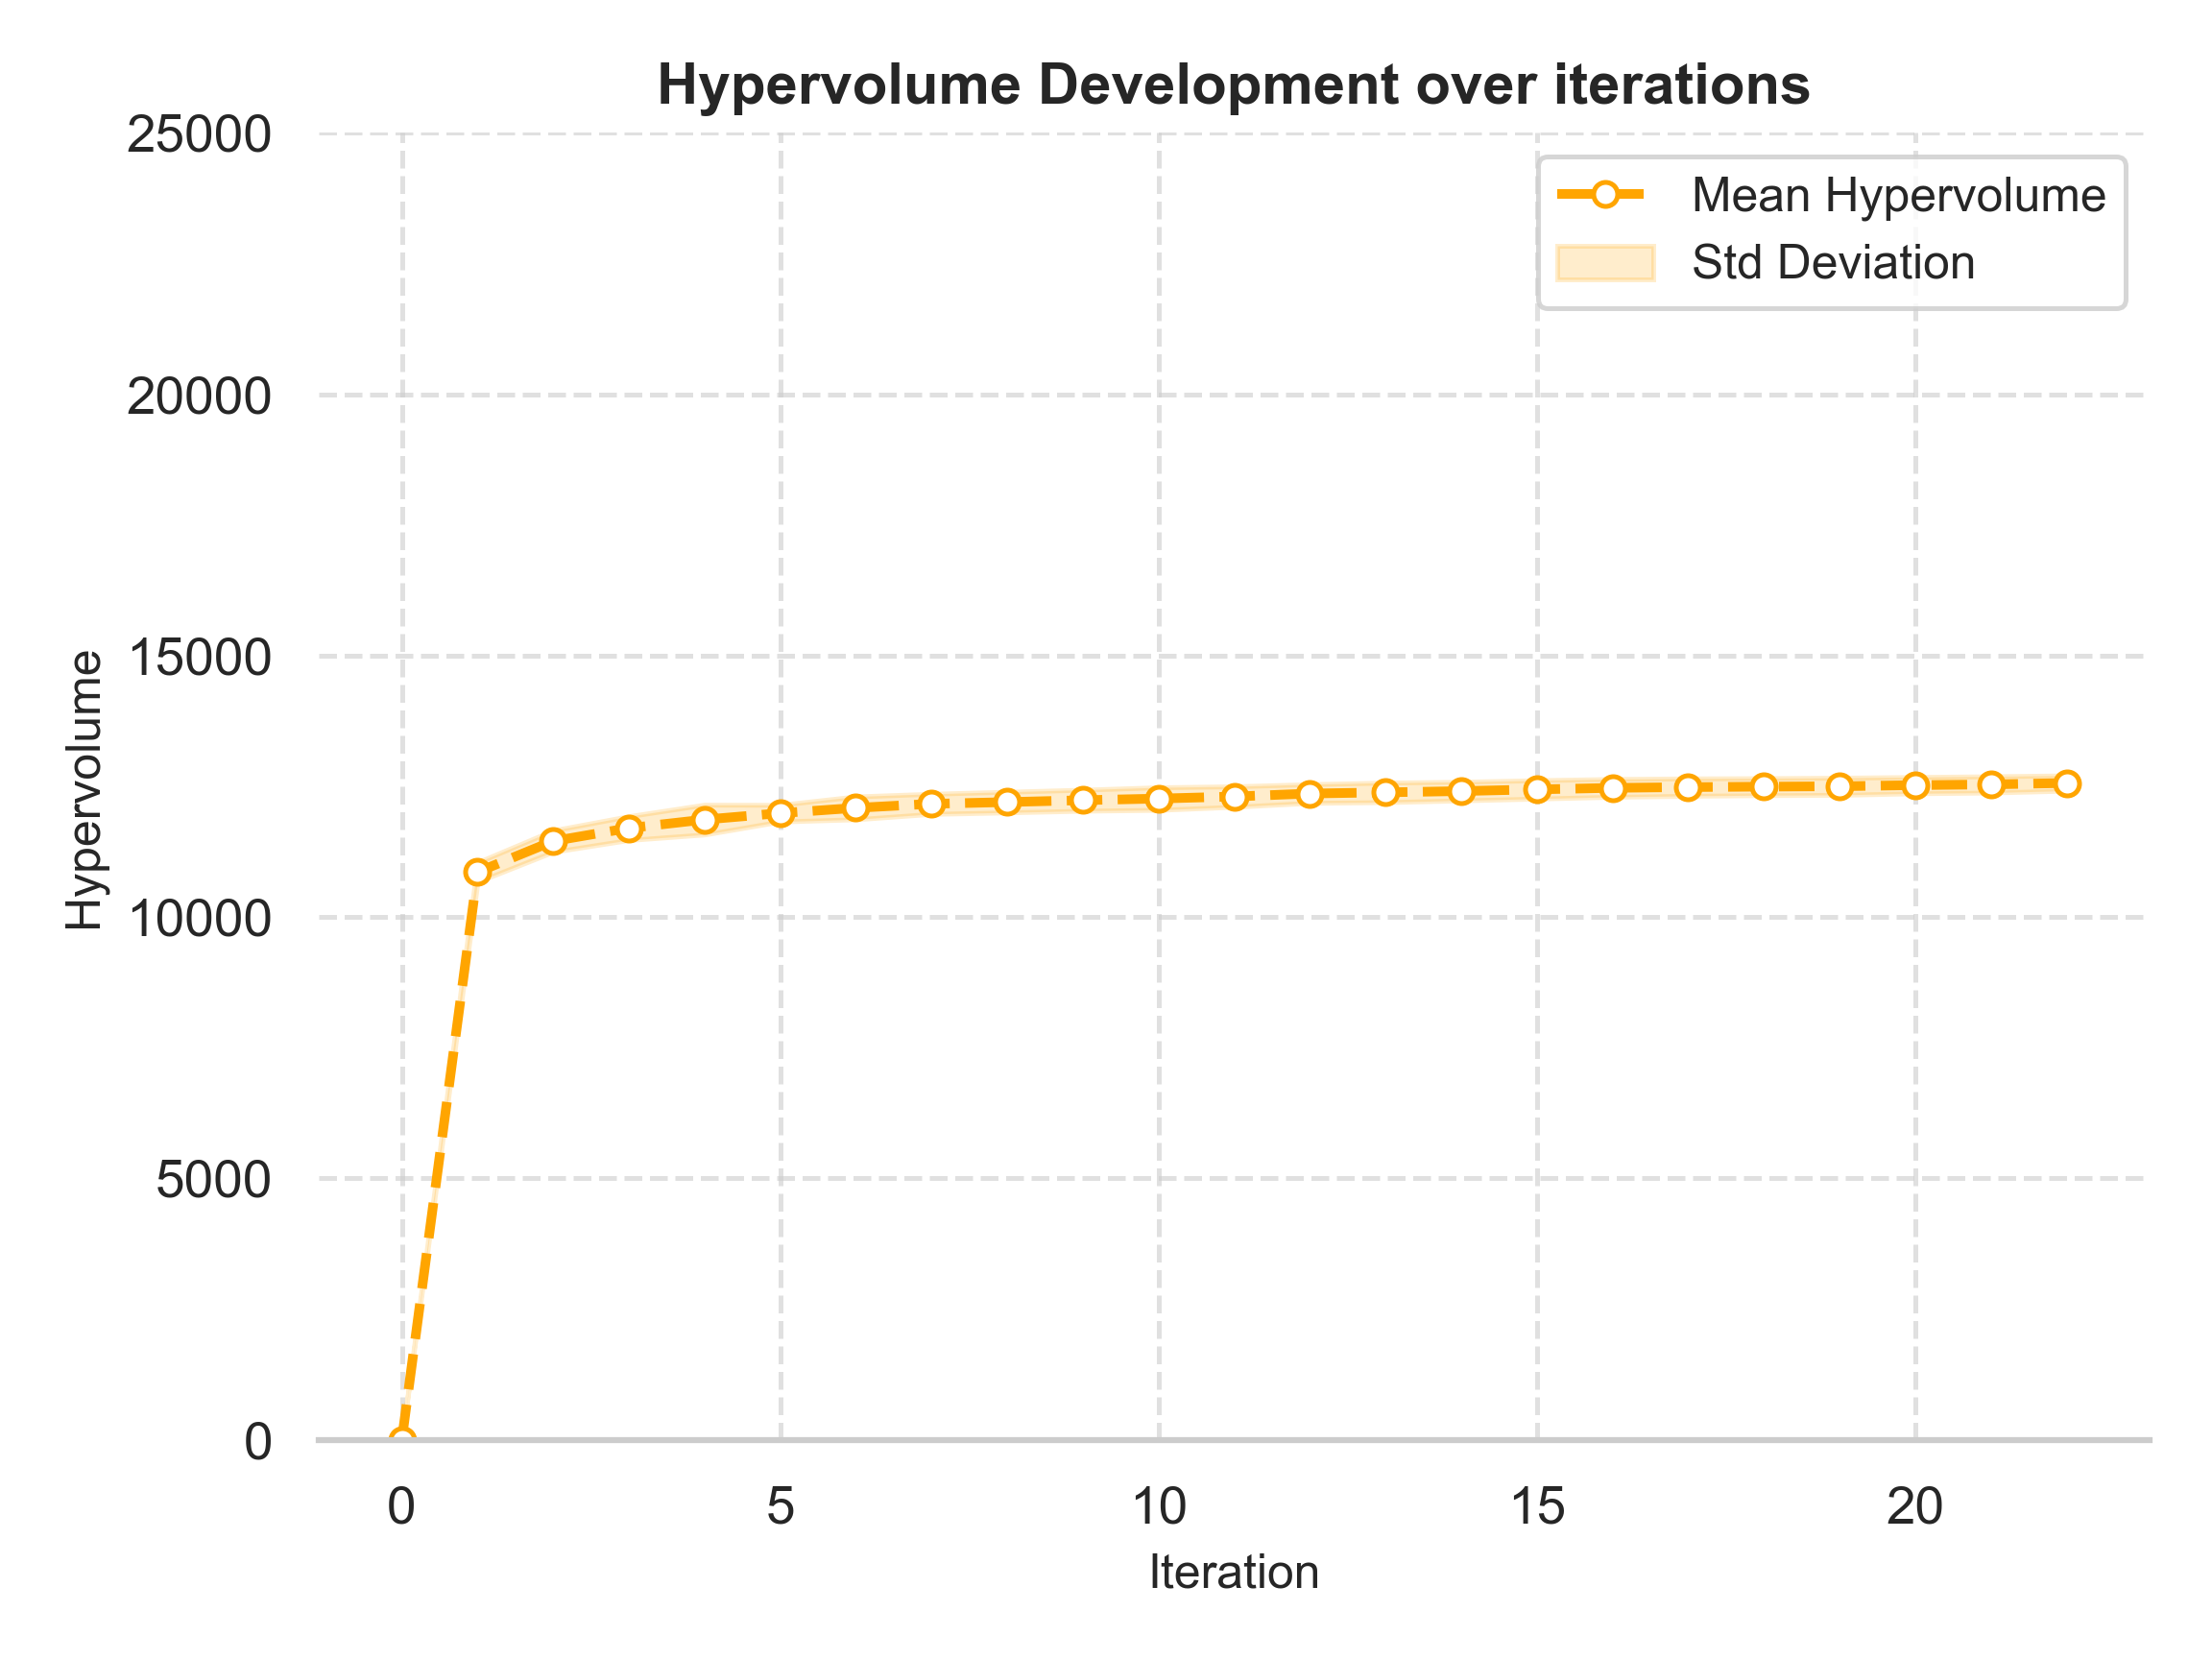 Hypervolume Development over iterations
25000
20000
15000
10000
5000
0
Hypervolume
Mean Hypervolume
Std Deviation
0 5 10 15 20
Iteration